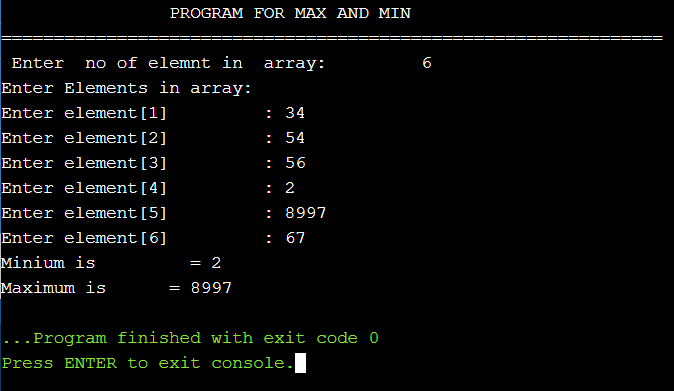 PROGRAM FOR MAX AND MIN
===============================================================
Enter  no of elemnt in  array:         6
Enter Elements in array:
Enter element[1]         : 34
Enter element[2]         : 54
Enter element[3]         : 56
Enter element[4]         : 2
Enter element[5]         : 8997
Enter element[6]         : 67
Minium is         = 2
Maximum is      = 8997
...Program finished with exit code 0
Press ENTER to exit console.